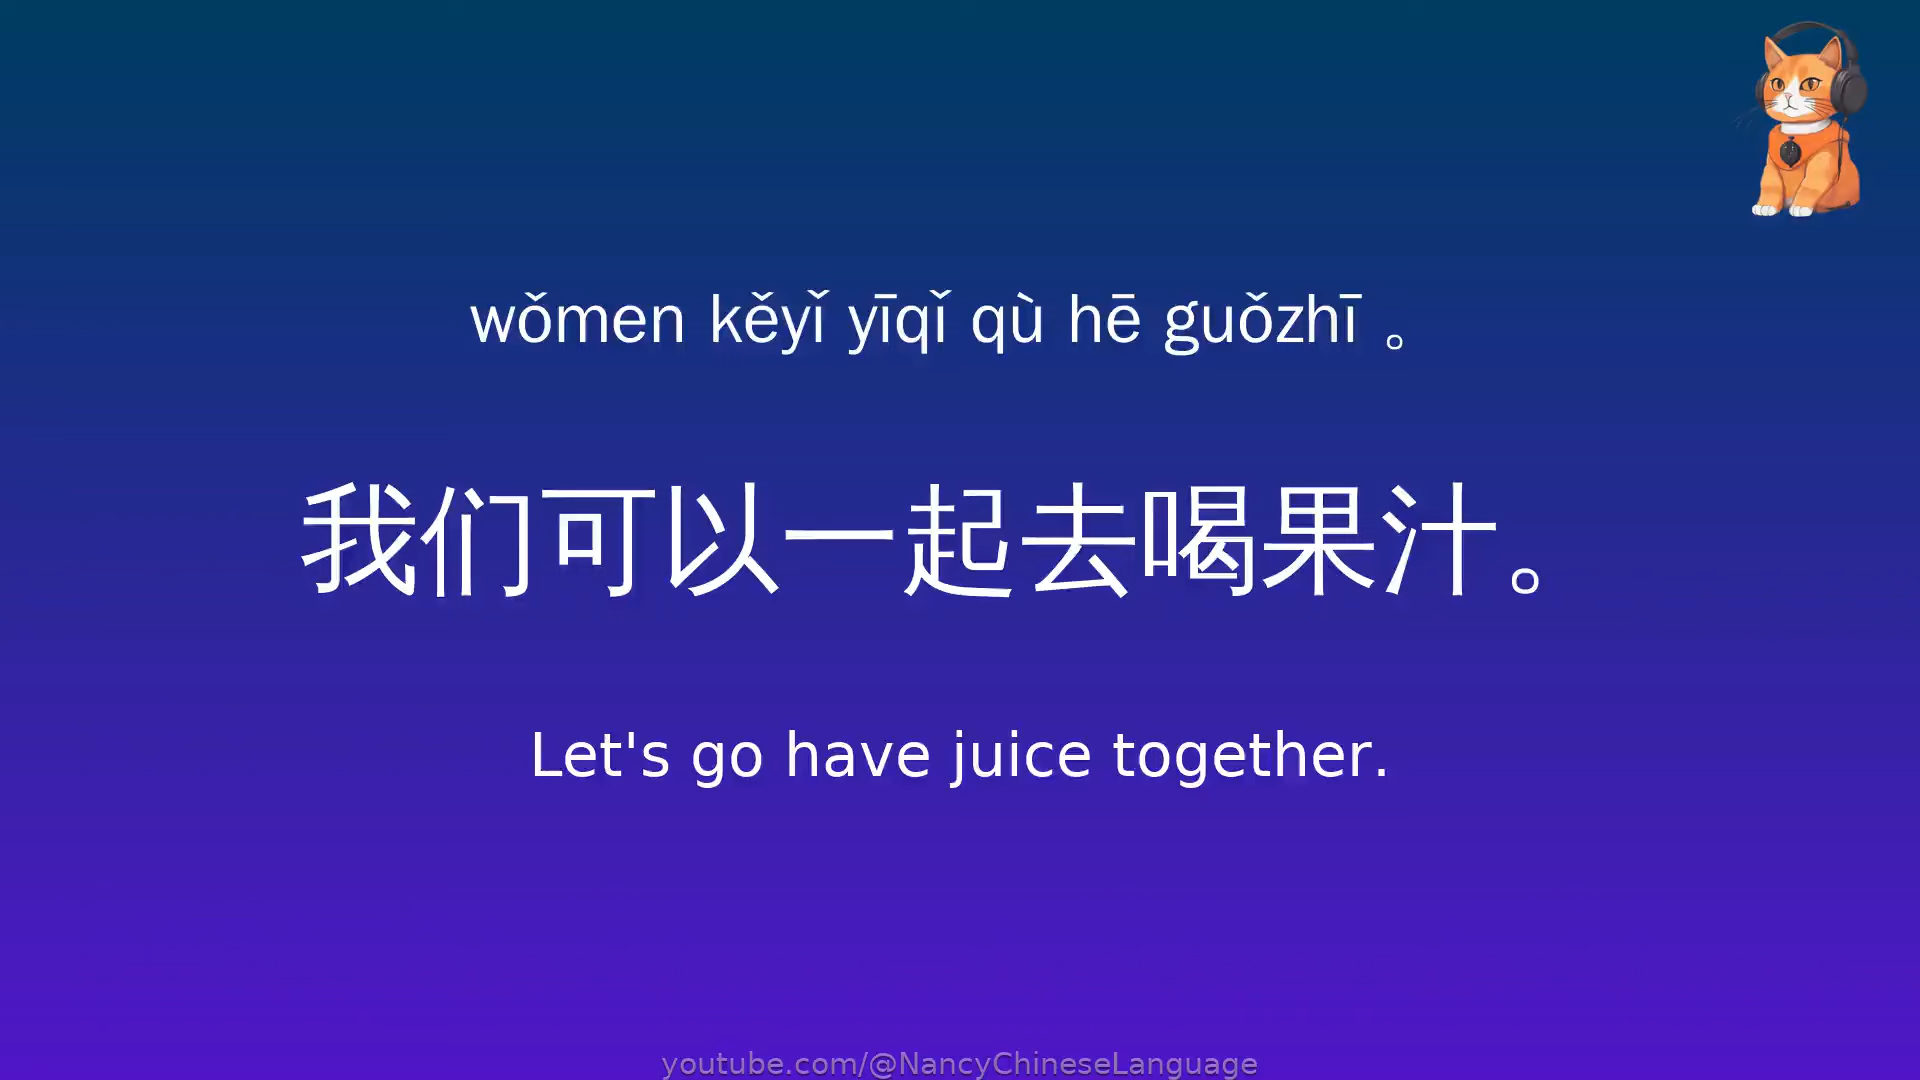 wǒmen kěyǐ yīqǐ qù hē guǒzhī 。
我们可以一起去喝果汁。
Let's go have juice together.
youtube.com/@NancyChineseLanguage